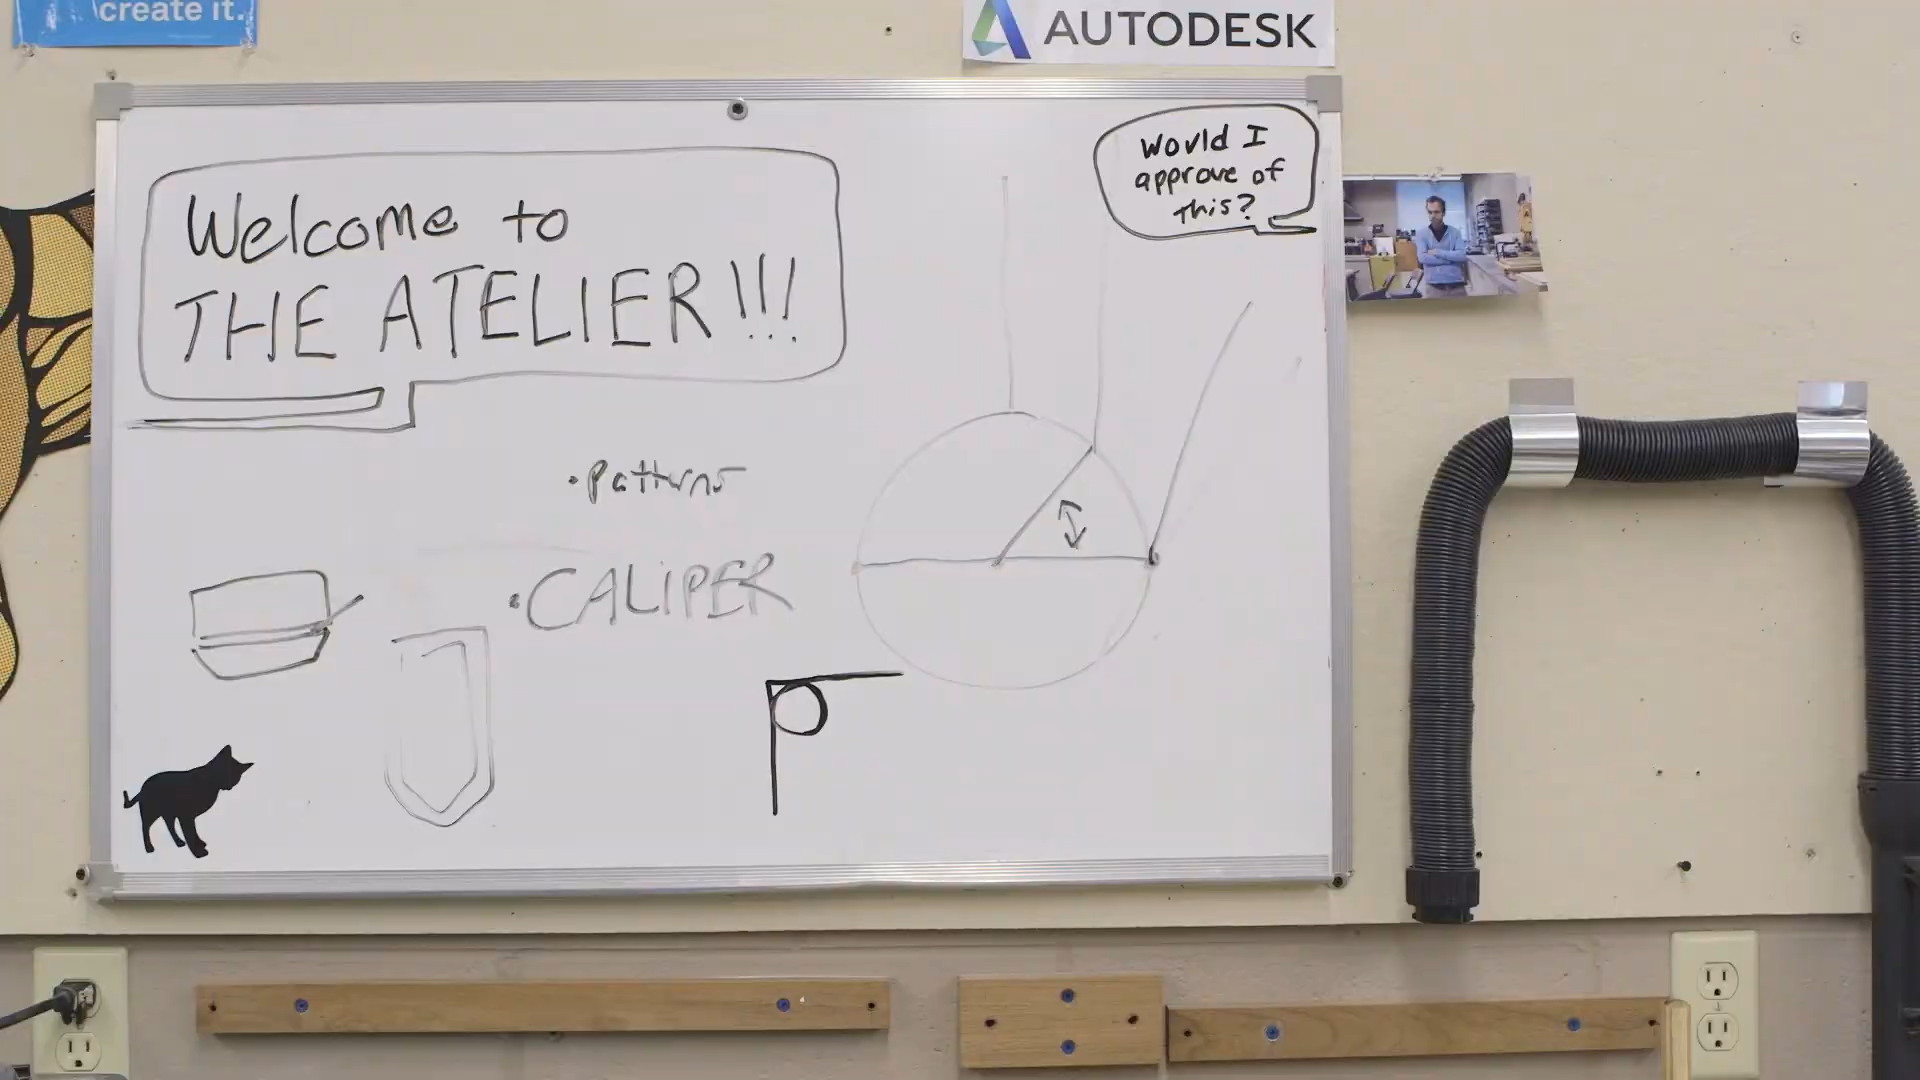 create it.
AUTODESK
Welcome to
THE ATELIER!!!
Would I
approve of
this?
• Patterns
• CALIPER